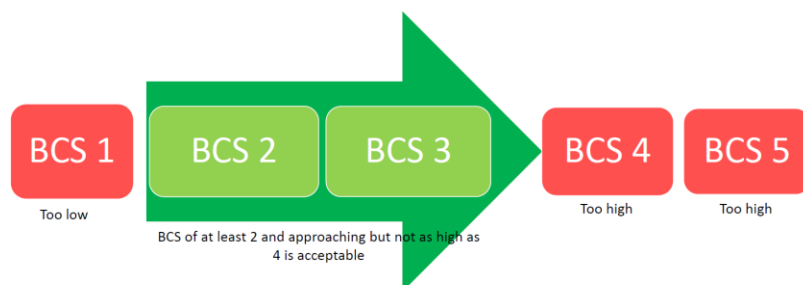 BCS 1
BCS 2
BCS 3
BCS 4
BCS 5
Too low
Too high
Too high
BCS of at least 2 and approaching but not as high as
4 is acceptable